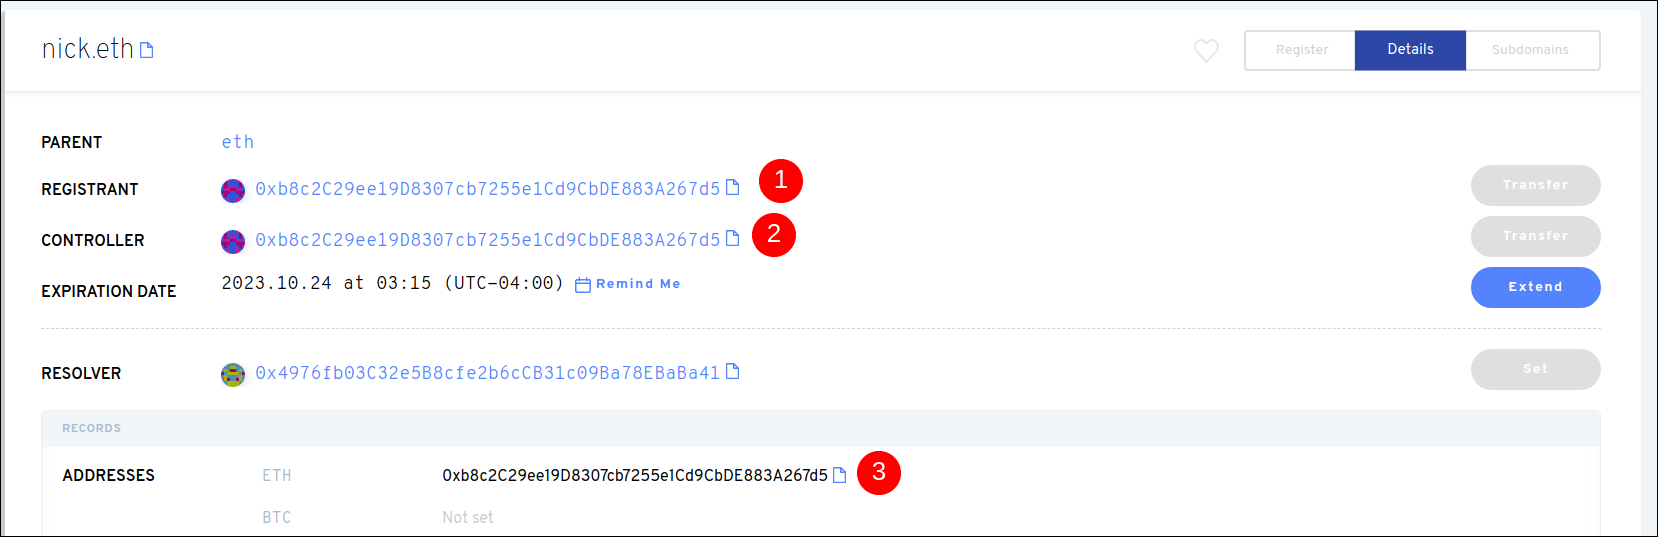 nick.eth
Register Details Subdomains
PARENT eth
REGISTRANT 0xb8c2C29ee19D8307cb7255e1Cd9CbDE883A267d5 1 Transfer
CONTROLLER 0xb8c2C29ee19D8307cb7255e1Cd9CbDE883A267d5 2 Transfer
EXPIRATION DATE 2023.10.24 at 03:15 (UTC-04:00) Remind Me Extend
RESOLVER 0x4976fb03C32e5B8cfe2b6cCB31c09Ba78EBaBa41 Set
RECORDS
ADDRESSES ETH 0xb8c2C29ee19D8307cb7255e1Cd9CbDE883A267d5 3
BTC Not set